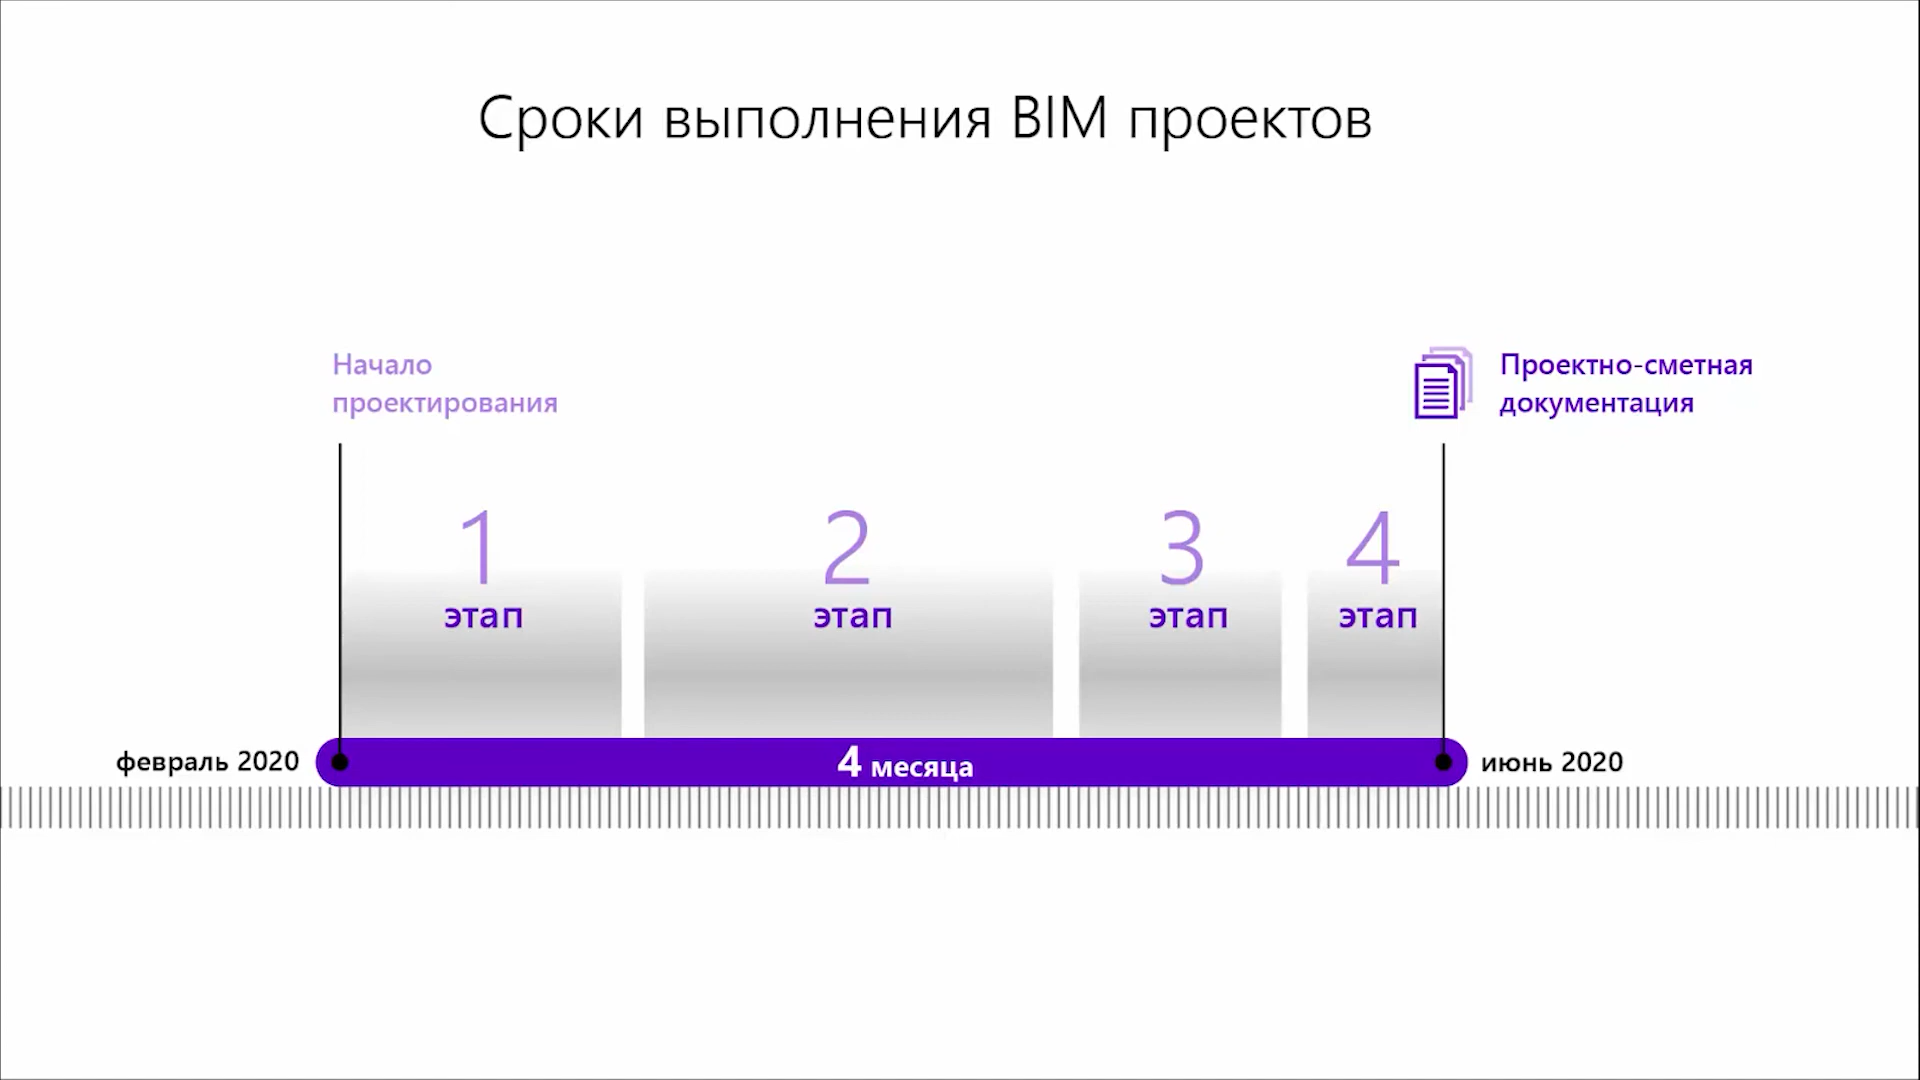 Сроки выполнения BIM проектов
Начало
проектирования
Проектно-сметная
документация
1
этап
2
этап
3
этап
4
этап
февраль 2020
4 месяца
июнь 2020